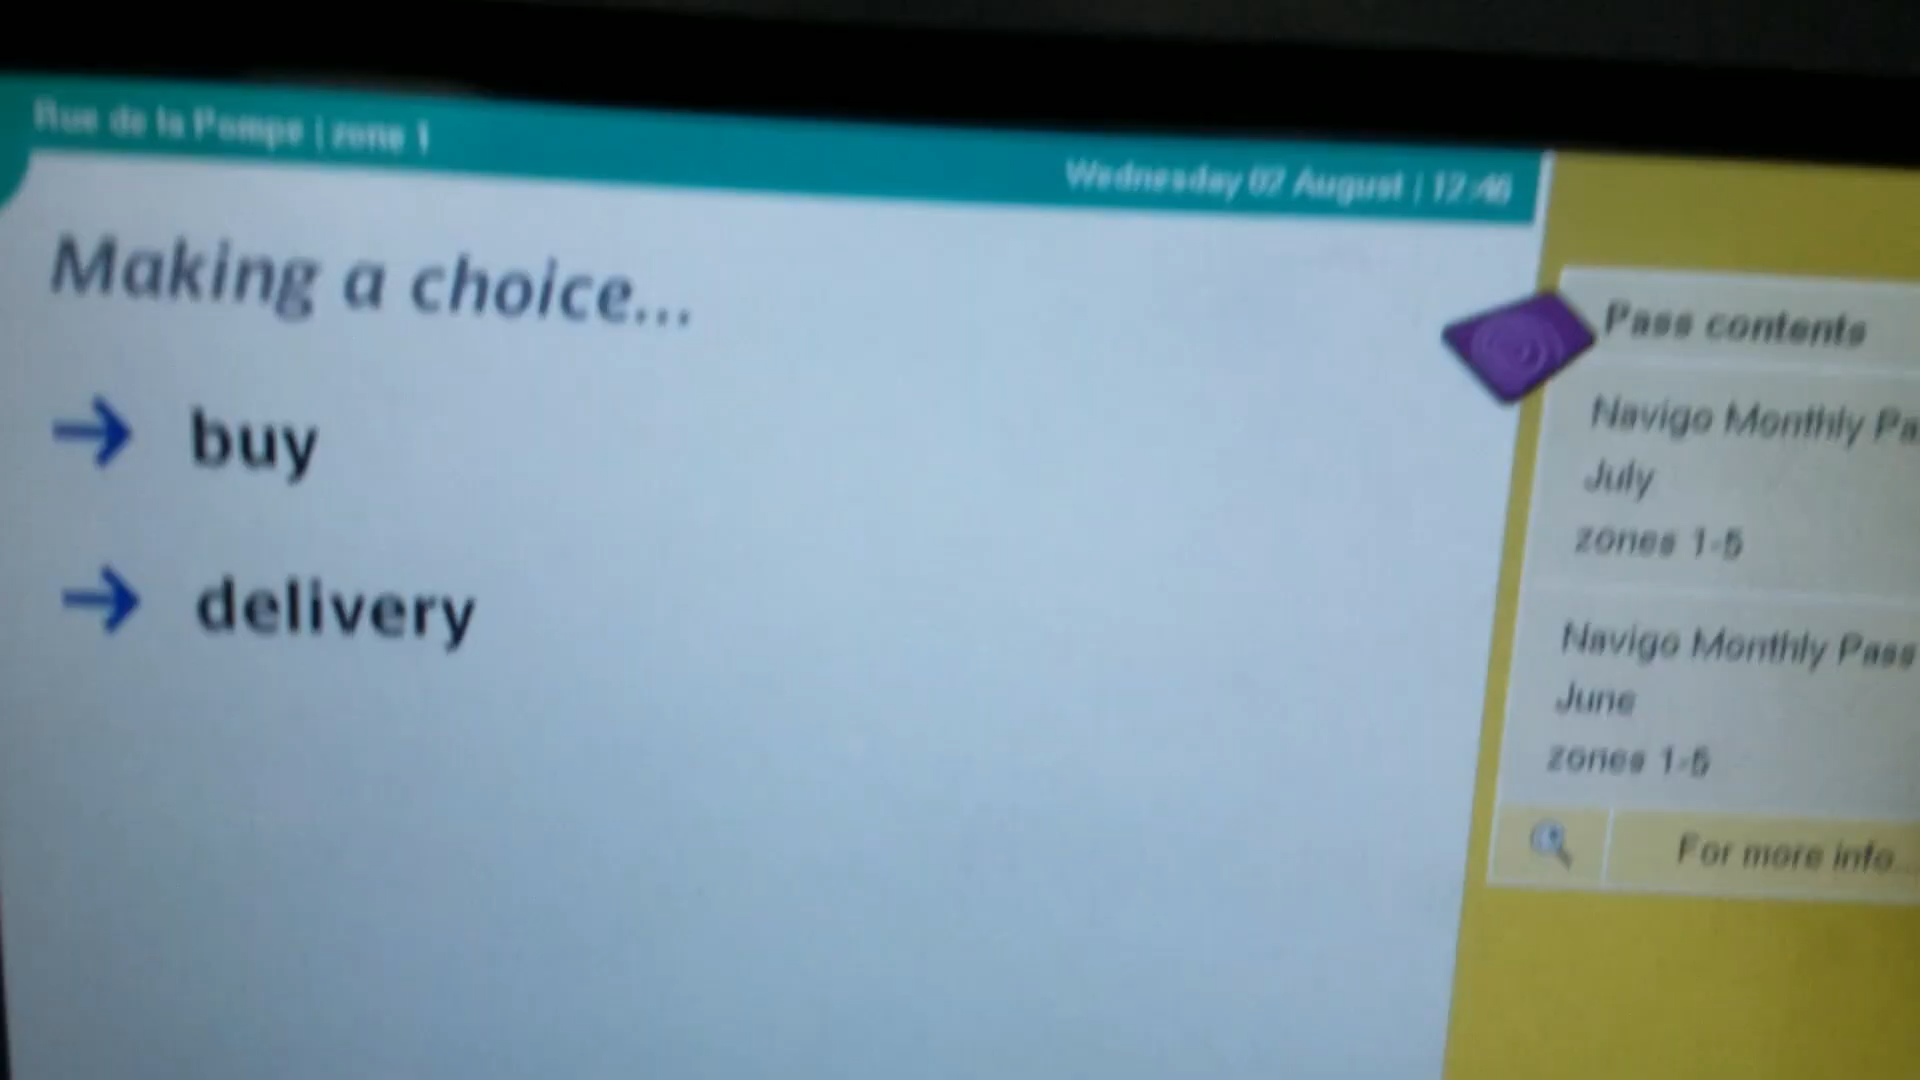 Rue de la Pompe | zone 1
Wednesday 02 August | 12:46
Making a choice...
buy
delivery
Pass contents
Navigo Monthly Pa
July
zones 1-5
Navigo Monthly Pass
June
zones 1-5
For more info...